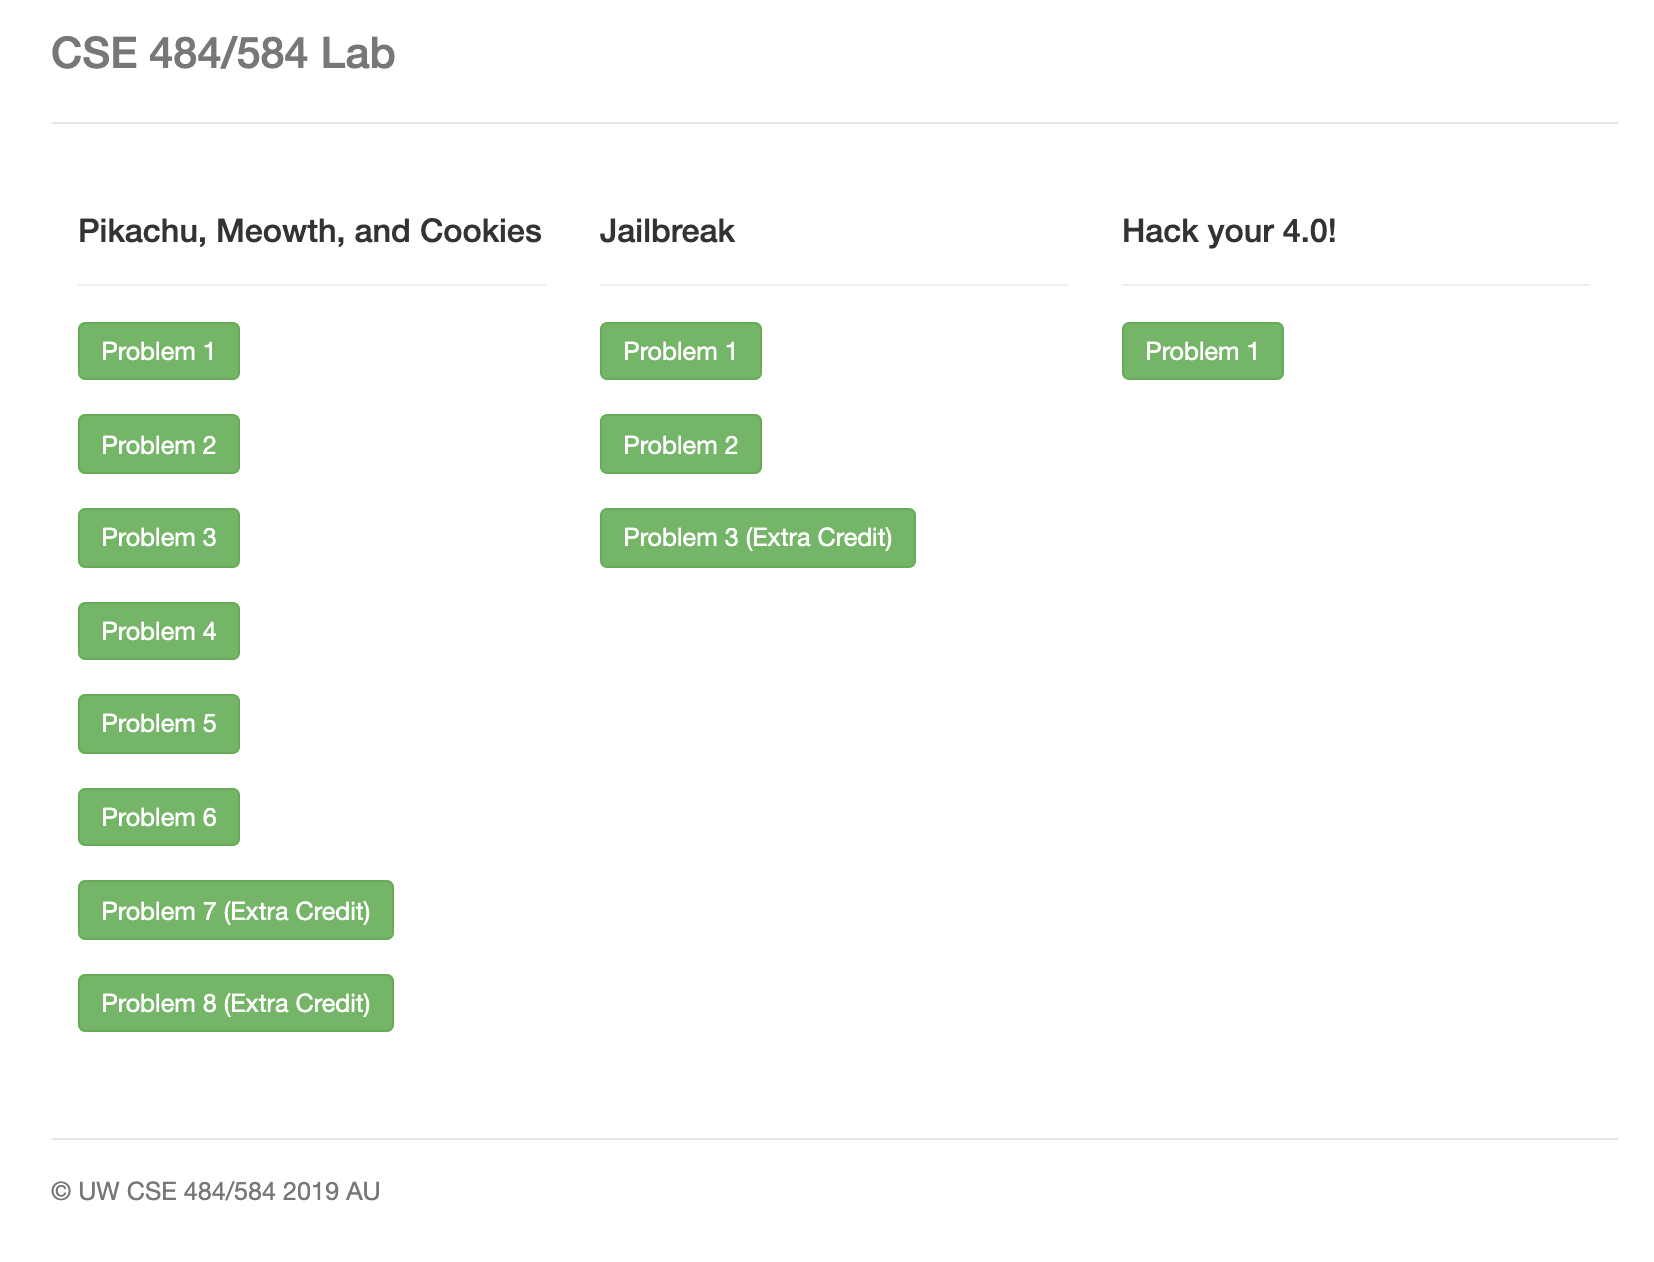 CSE 484/584 Lab
Pikachu, Meowth, and Cookies
Problem 1
Problem 2
Problem 3
Problem 4
Problem 5
Problem 6
Problem 7 (Extra Credit)
Problem 8 (Extra Credit)
Jailbreak
Problem 1
Problem 2
Problem 3 (Extra Credit)
Hack your 4.0!
Problem 1
© UW CSE 484/584 2019 AU